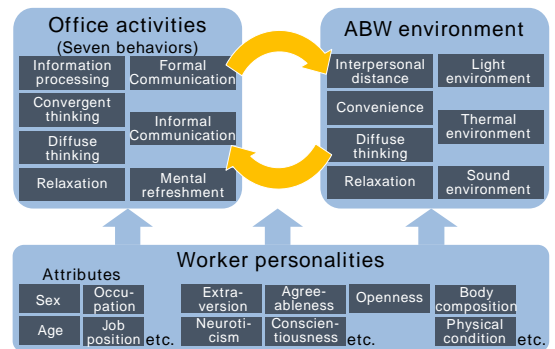 Office activities
(Seven behaviors)
Information
processing
Formal
Communication
Convergent
thinking
Informal
Communication
Diffuse
thinking
Relaxation
Mental
refreshment
ABW environment
Interpersonal
distance
Light
environment
Convenience
Thermal
environment
Diffuse
thinking
Relaxation
Sound
environment
Worker personalities
Attributes
Sex
Occu-
pation
Age
Job
position
etc.
Extra-
version
Agree-
ableness
Openness
Neuroti-
cism
Conscien-
tiousness
etc.
Body
composition
Physical
condition
etc.